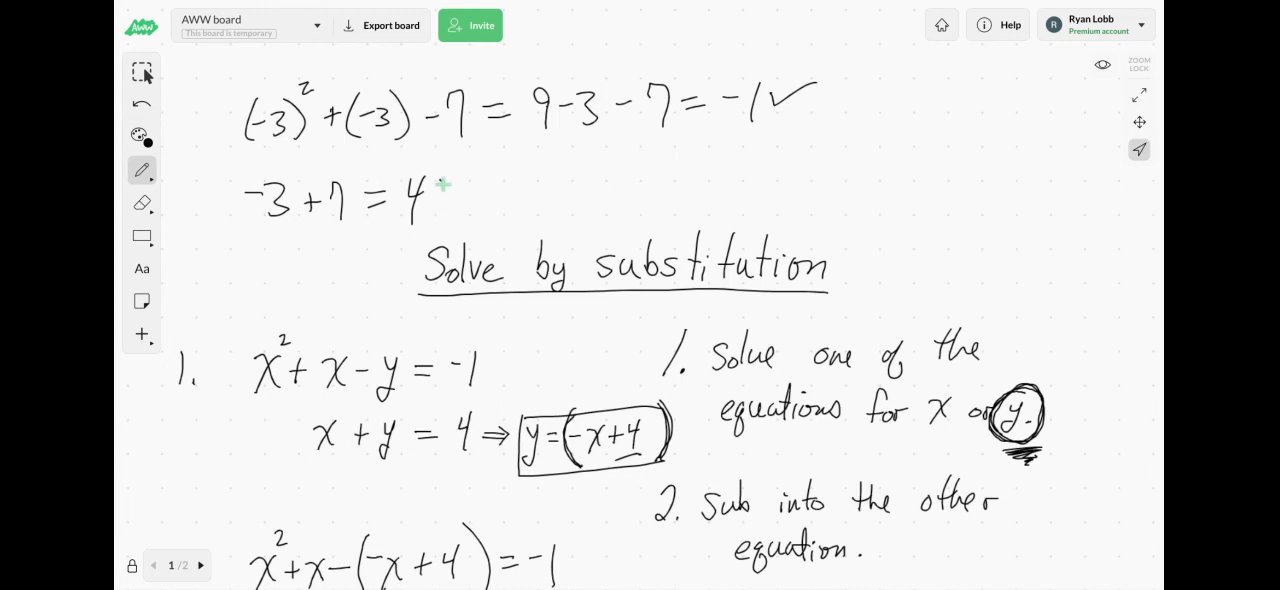 AWW
AWW board
This board is temporary
Export board
Invite
Help
R
Ryan Lobb
Premium account
ZOOM
LOCK
(-3)² + (-3) - 7 = 9 - 3 - 7 = -1 ✓
-3 + 7 = 4
Solve by substitution
1. x² + x - y = -1
x + y = 4 ⇒ y = (-x + 4)
x² + x - (-x + 4) = -1
1. Solve one of the
equations for x or y.
2. Sub into the other
equation.
Aa
1 / 2